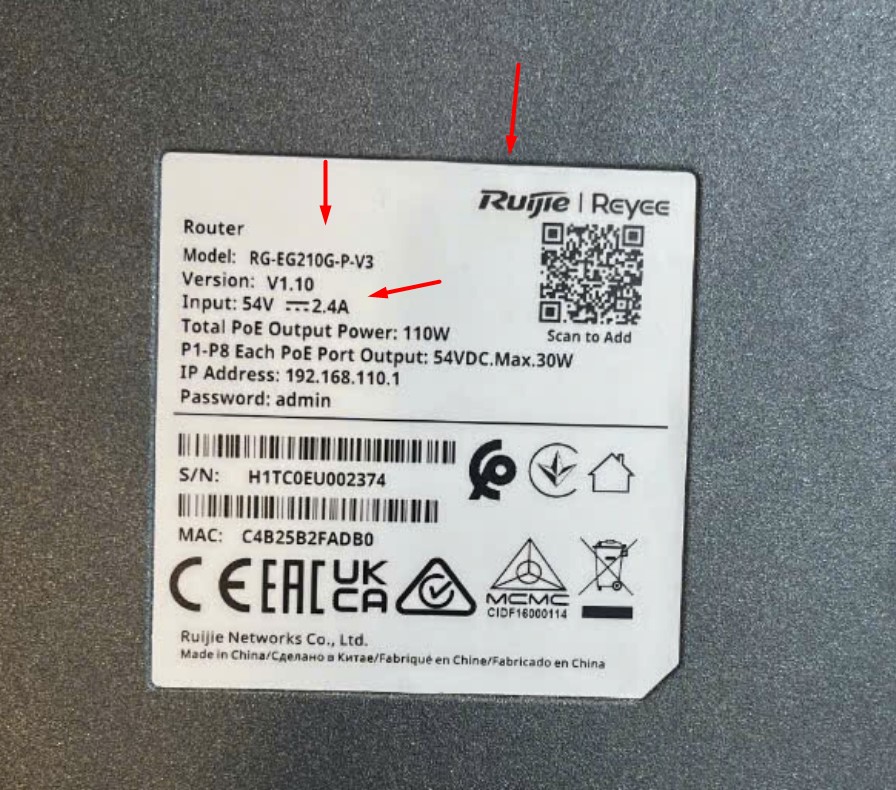 Ruijie | Reyee
Router
Model: RG-EG210G-P-V3
Version: V1.10
Input: 54V ⎓ 2.4A
Scan to Add
Total PoE Output Power: 110W
P1-P8 Each PoE Port Output: 54VDC.Max.30W
IP Address: 192.168.110.1
Password: admin
S/N: H1TC0EU002374
MAC: C4B25B2FADB0
CE EAC UKCA
MCMC
CIDF16000114
Ruijie Networks Co., Ltd.
Made in China/Сделано в Китае/Fabriqué en Chine/Fabricado en China